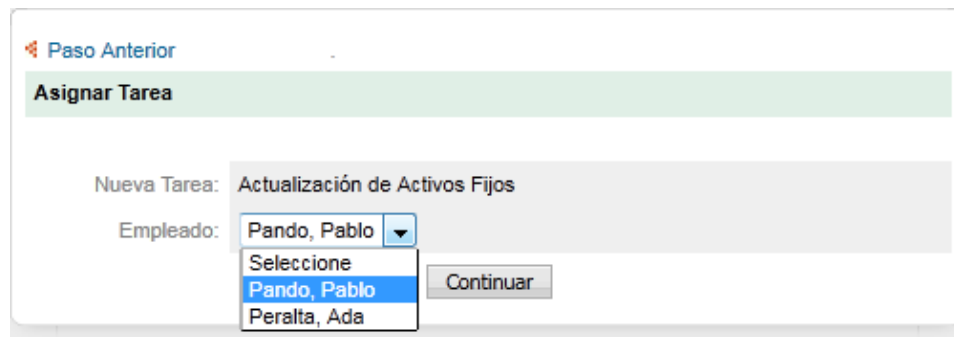 Paso Anterior
Asignar Tarea
Nueva Tarea: Actualización de Activos Fijos
Empleado: Pando, Pablo
Seleccione
Pando, Pablo
Continuar
Peralta, Ada